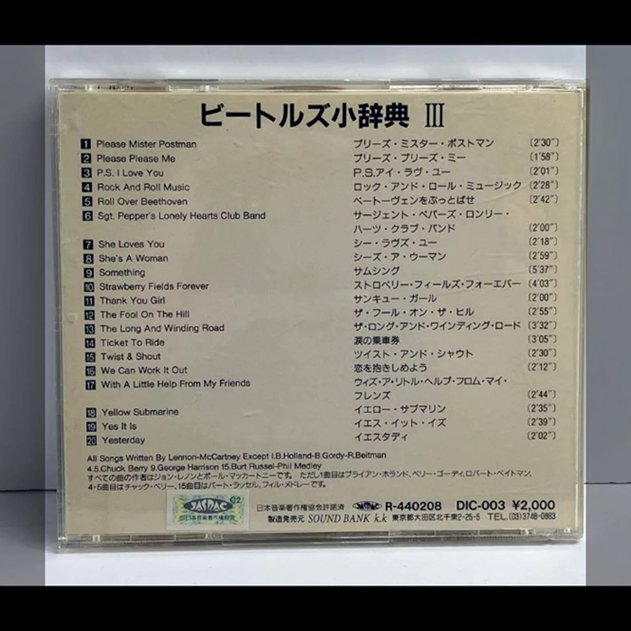 ビートルズ小辞典 III
1 Please Mister Postman プリーズ・ミスター・ポストマン (2'30")
2 Please Please Me プリーズ・プリーズ・ミー (1'58")
3 P.S. I Love You P.S.アイ・ラヴ・ユー (2'01")
4 Rock And Roll Music ロック・アンド・ロール・ミュージック (2'28")
5 Roll Over Beethoven ベートーヴェンをぶっとばせ (2'42")
6 Sgt. Pepper's Lonely Hearts Club Band サージェント・ペパーズ・ロンリー・
ハーツ・クラブ・バンド (2'00")
7 She Loves You シー・ラヴズ・ユー (2'18")
8 She's A Woman シーズ・ア・ウーマン (2'59")
9 Something サムシング (5'37")
10 Strawberry Fields Forever ストロベリー・フィールズ・フォーエバー (4'03")
11 Thank You Girl サンキュー・ガール (2'00")
12 The Fool On The Hill ザ・フール・オン・ザ・ヒル (2'55")
13 The Long And Winding Road ザ・ロング・アンド・ワインディング・ロード (3'32")
14 Ticket To Ride 涙の乗車券 (3'05")
15 Twist & Shout ツイスト・アンド・シャウト (2'30")
16 We Can Work It Out 恋を抱きしめよう (2'12")
17 With A Little Help From My Friends ウィズ・ア・リトル・ヘルプ・フロム・マイ・
フレンズ (2'44")
18 Yellow Submarine イエロー・サブマリン (2'35")
19 Yes It Is イエス・イット・イズ (2'39")
20 Yesterday イエスタディ (2'02")
All Songs Written By Lennon-McCartney Except I.B.Holland-B.Gordy-R.Beitman
4.5.Chuck Berry 9.George Harrison 15.Burt Russel-Phil Medley
すべての曲の作者はジョン・レノンとポール・マッカートニーです。ただし1曲目はブライアン・ホランド、ベリー・ゴーディ、ロバート・ベイトマン、
4・5曲目はチャック・ベリー、15曲目はバート・ラッセル、フィル・メドレーです。
JASRAC 日本音楽著作権協会許諾済 JASRAC R-440208 DIC-003 ¥2,000
製造発売元 SOUND BANK k.k 東京都大田区北千束2-25-5 TEL.(03)3748-0883